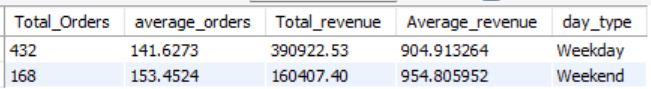 Total_Orders average_orders Total_revenue Average_revenue day_type
432 141.6273 390922.53 904.913264 Weekday
168 153.4524 160407.40 954.805952 Weekend